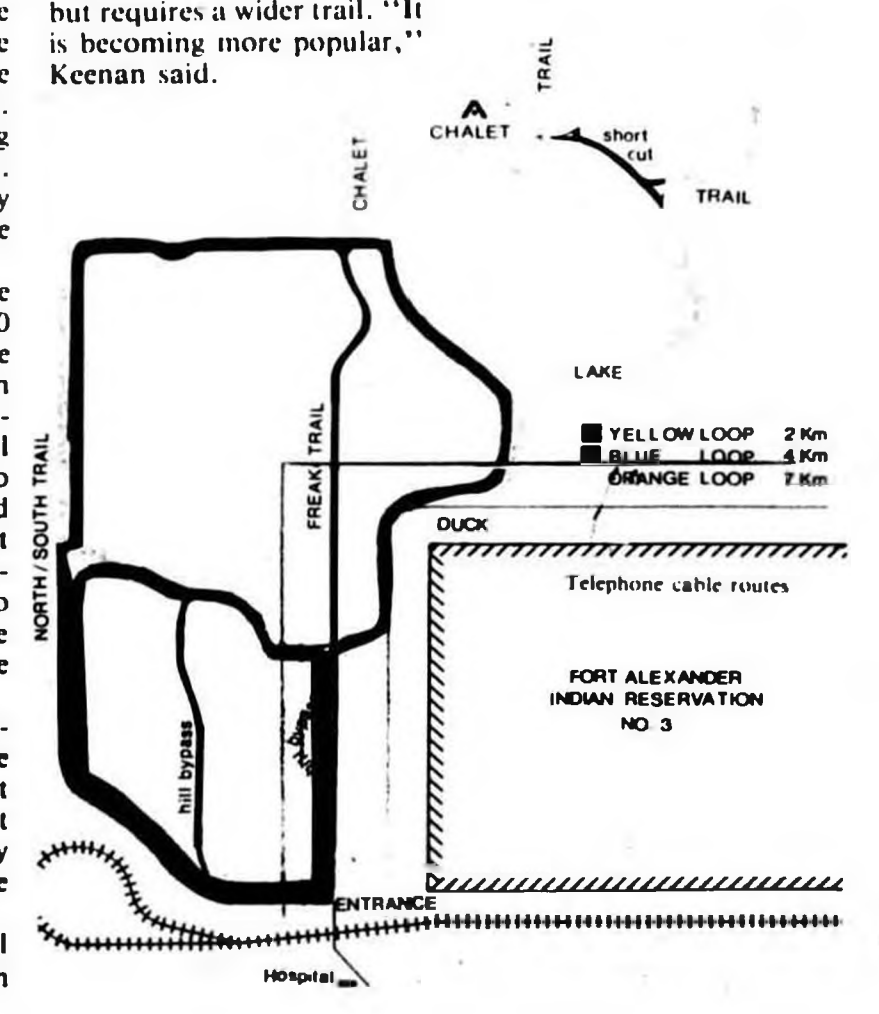 but requires a wider trail. "It
is becoming more popular,"
Keenan said.
TRAIL
CHALET
short
cut
TRAIL
CHALET
LAKE
YELLOW LOOP 2 Km
BLUE LOOP 4 Km
ORANGE LOOP 7 Km
NORTH / SOUTH TRAIL
FREAK TRAIL
DUCK
Telephone cable routes
FORT ALEXANDER
INDIAN RESERVATION
NO 3
hill bypass
ENTRANCE
Hospital